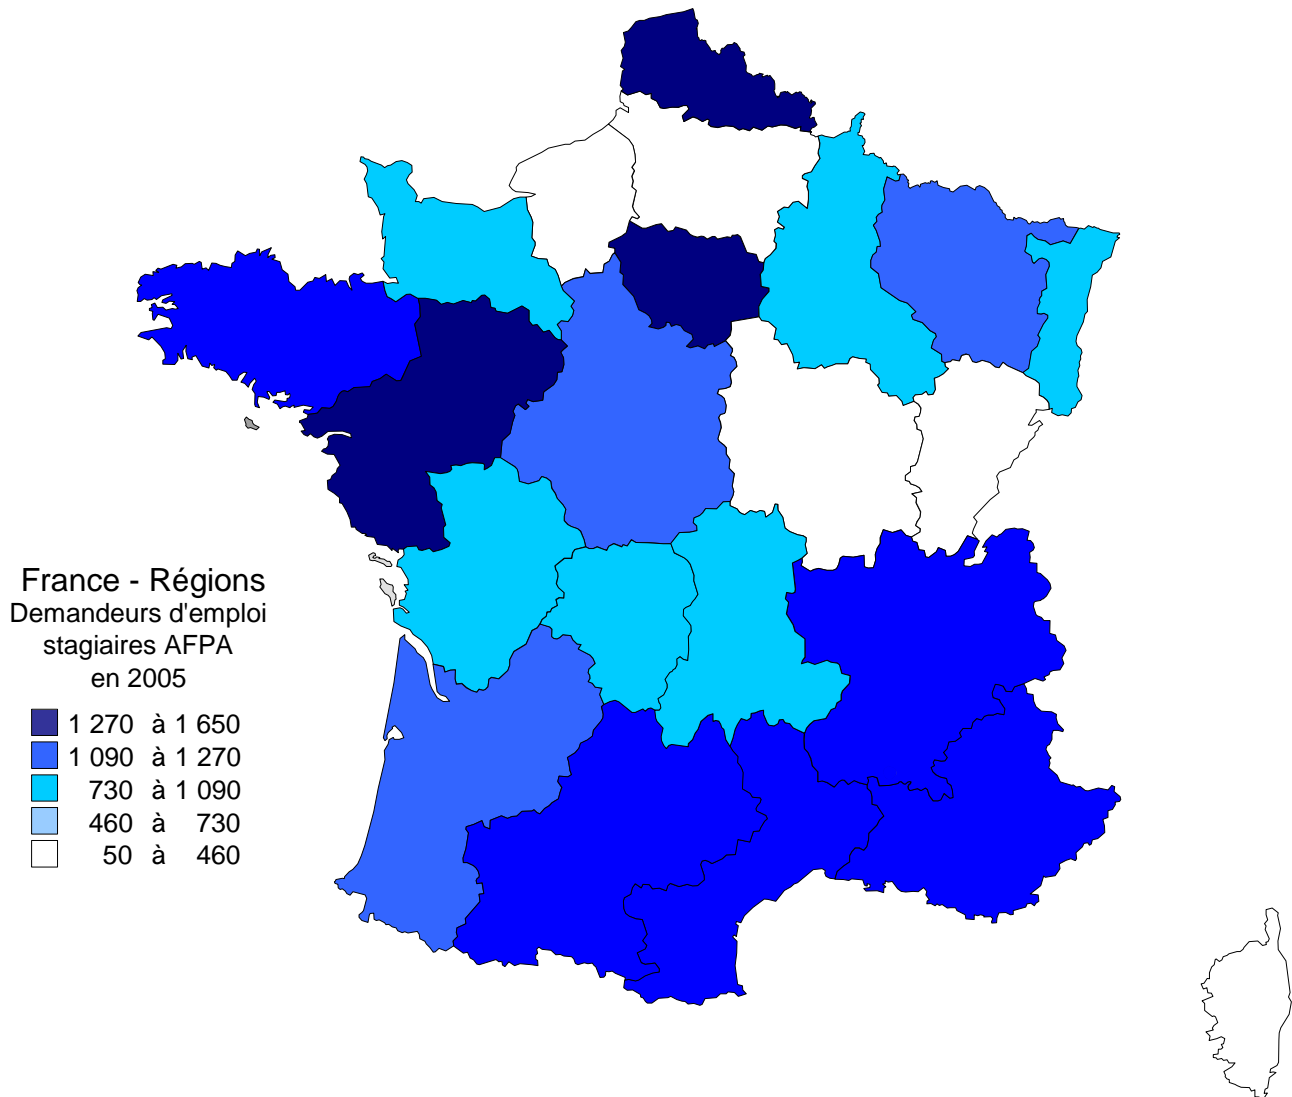 France - Régions
Demandeurs d'emploi
stagiaires AFPA
en 2005
1 270 à 1 650
1 090 à 1 270
730 à 1 090
460 à 730
50 à 460